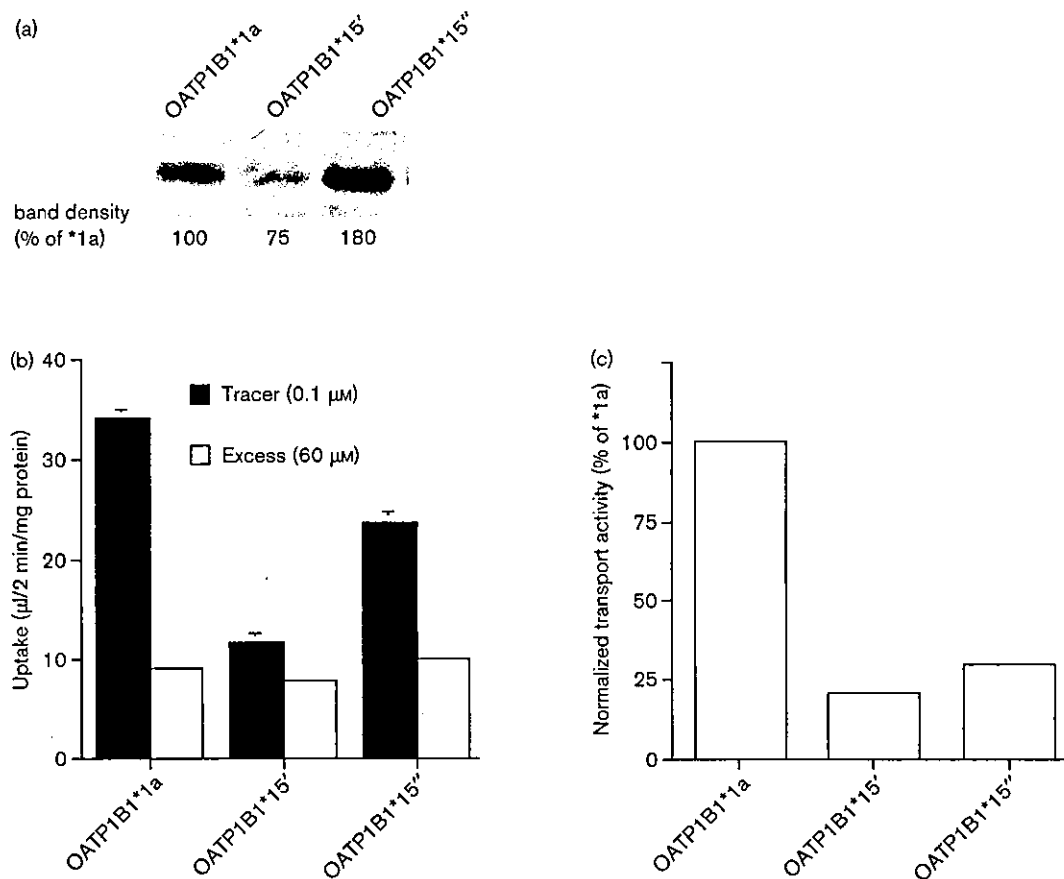 (a)
OATP1B1*1a
OATP1B1*15′
OATP1B1*15″
band density
(% of *1a) 100 75 180
(b)
Uptake (μl/2 min/mg protein)
40
30
20
10
0
Tracer (0.1 μM)
Excess (60 μM)
OATP1B1*1a
OATP1B1*15′
OATP1B1*15″
(c)
Normalized transport activity (% of *1a)
100
75
50
25
0
OATP1B1*1a
OATP1B1*15′
OATP1B1*15″